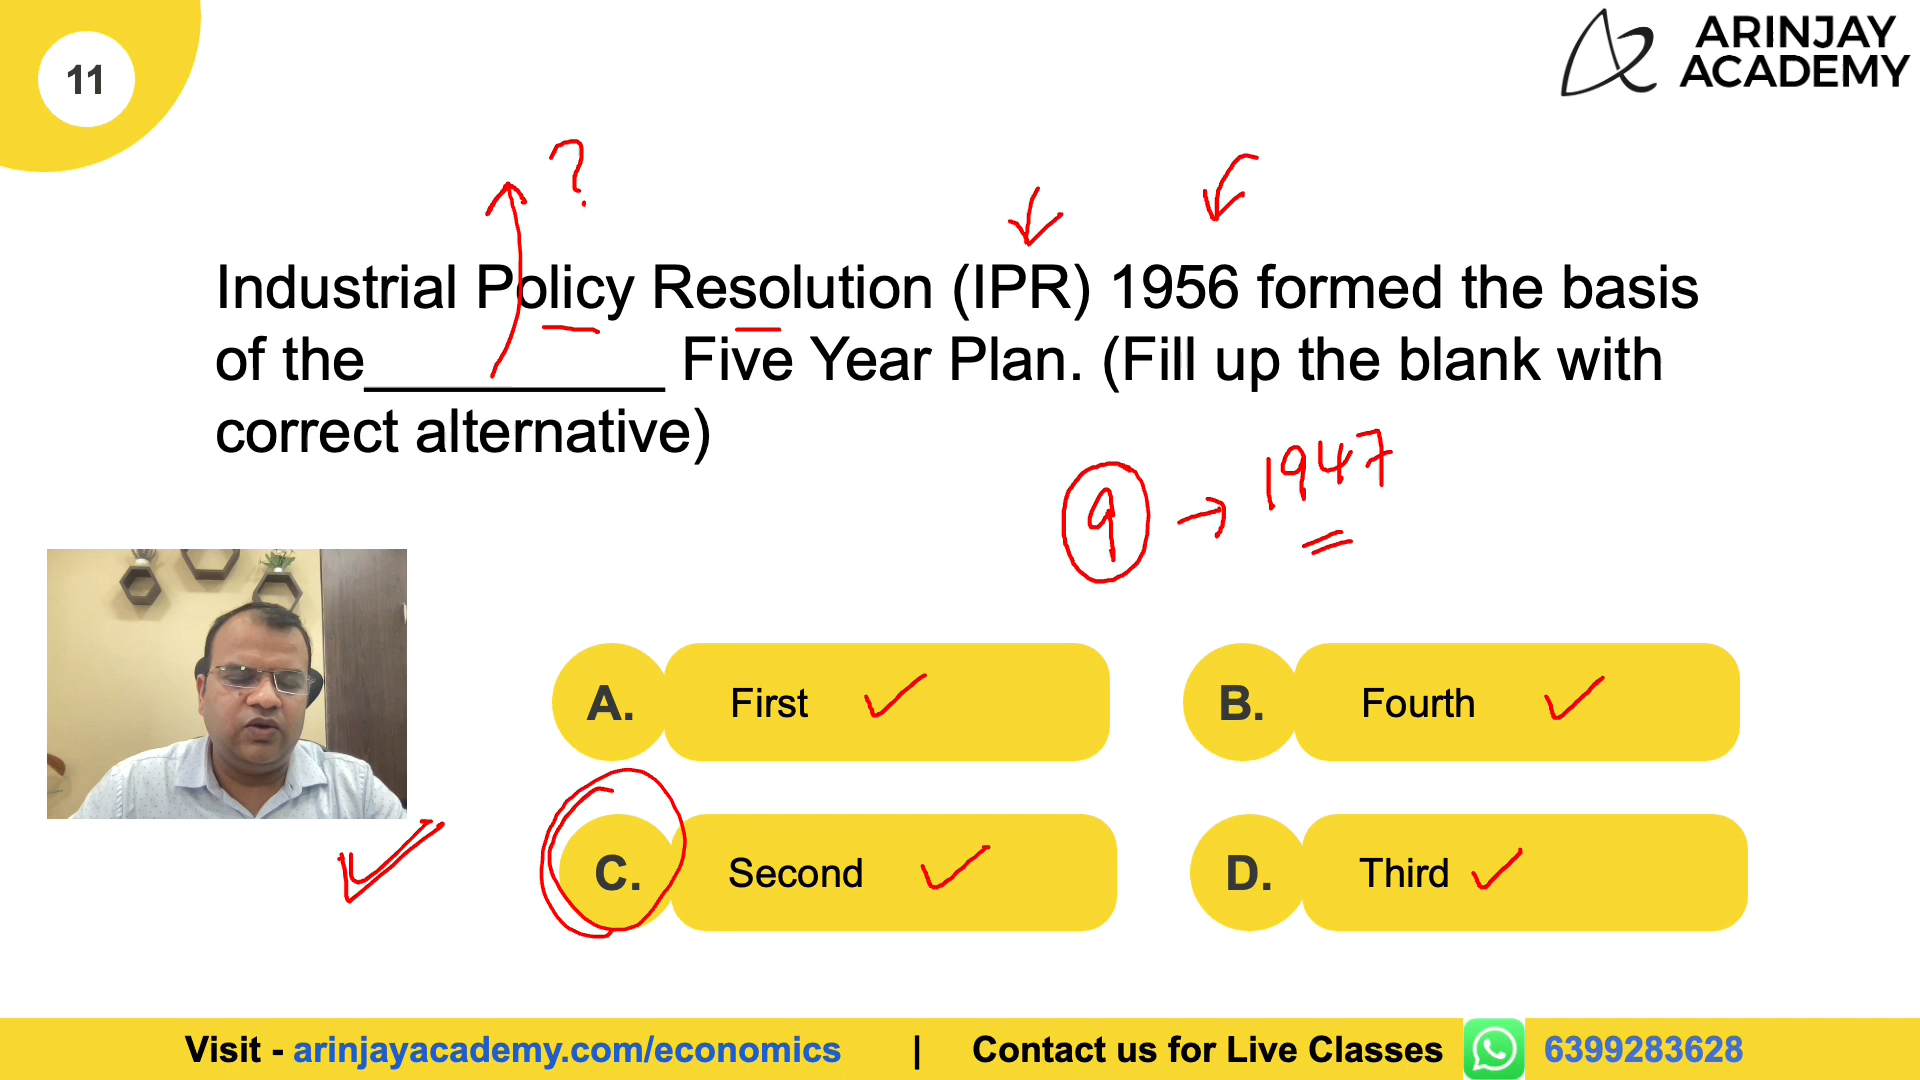 11
ARINJAY
ACADEMY
?
Industrial Policy Resolution (IPR) 1956 formed the basis
of the__________ Five Year Plan. (Fill up the blank with
correct alternative)
9 → 1947
A. First
B. Fourth
C. Second
D. Third
Visit - arinjayacademy.com/economics | Contact us for Live Classes 6399283628